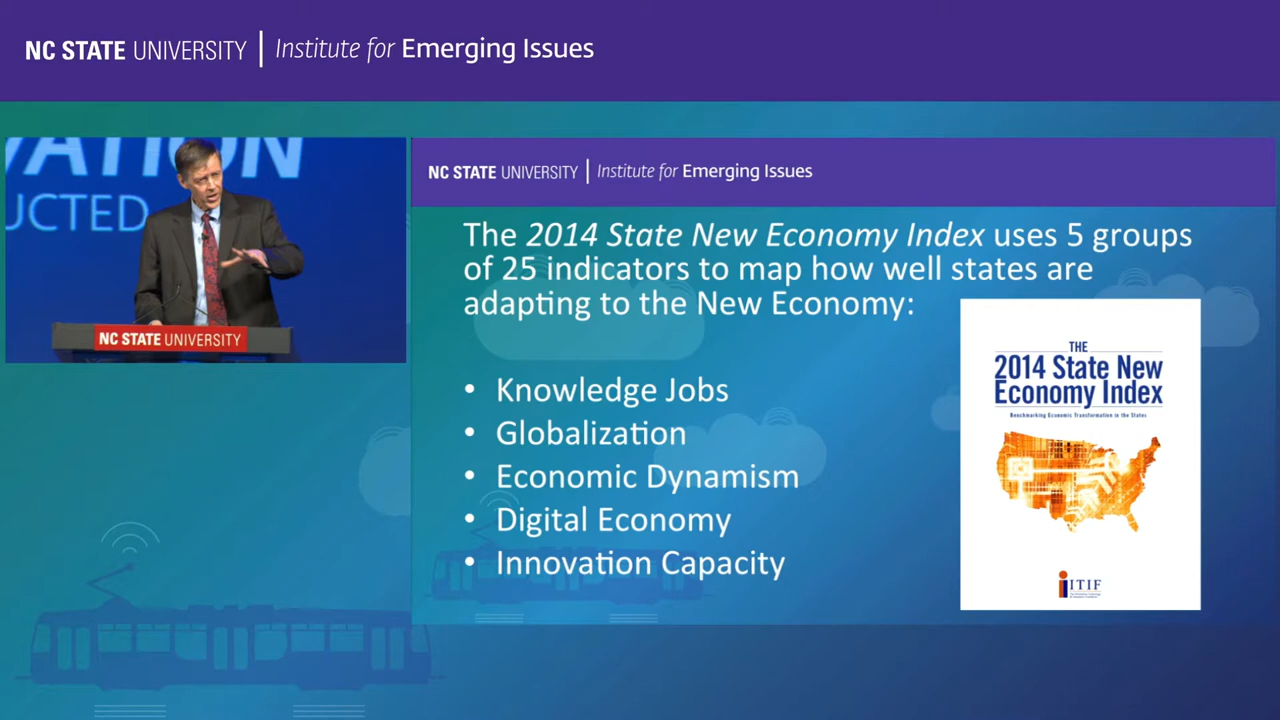 NC STATE UNIVERSITY | Institute for Emerging Issues
VATION
UCTED
NC STATE UNIVERSITY
NC STATE UNIVERSITY | Institute for Emerging Issues
The 2014 State New Economy Index uses 5 groups
of 25 indicators to map how well states are
adapting to the New Economy:
• Knowledge Jobs
• Globalization
• Economic Dynamism
• Digital Economy
• Innovation Capacity
THE
2014 State New
Economy Index
Benchmarking Economic Transformation in the States
ITIF